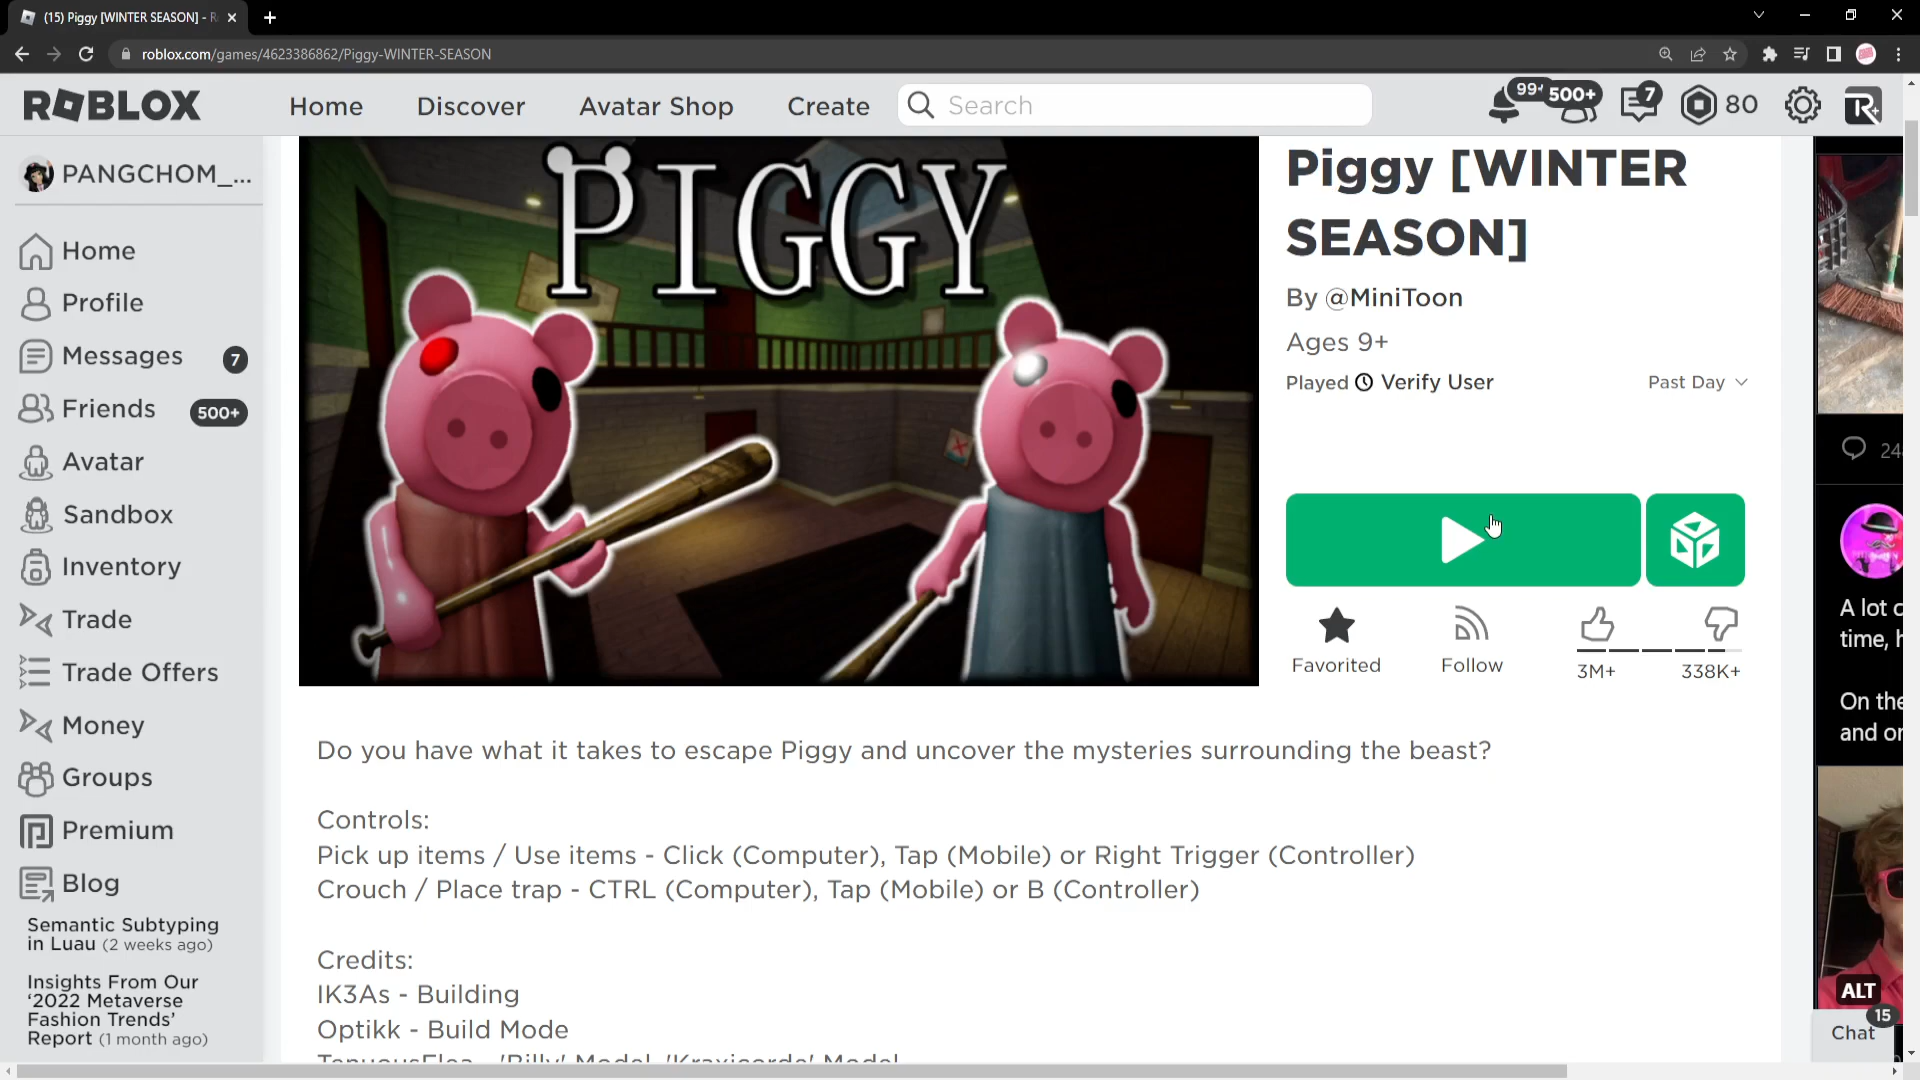 (15) Piggy [WINTER SEASON] - R
roblox.com/games/4623386862/Piggy-WINTER-SEASON
ROBLOX
Home
Discover
Avatar Shop
Create
Search
99+
500+
7
80
PANGCHOM_...
Home
Profile
Messages
7
Friends
500+
Avatar
Sandbox
Inventory
Trade
Trade Offers
Money
Groups
Premium
Blog
Semantic Subtyping
in Luau (2 weeks ago)
Insights From Our
‘2022 Metaverse
Fashion Trends’
Report (1 month ago)
PIGGY
Piggy [WINTER
SEASON]
By @MiniToon
Ages 9+
Played Verify User
Past Day
Favorited
Follow
3M+
338K+
Do you have what it takes to escape Piggy and uncover the mysteries surrounding the beast?
Controls:
Pick up items / Use items - Click (Computer), Tap (Mobile) or Right Trigger (Controller)
Crouch / Place trap - CTRL (Computer), Tap (Mobile) or B (Controller)
Credits:
IK3As - Building
Optikk - Build Mode
TenuousFlea - 'Billy' Model, 'Kraxicorde' Model
24
A lot
time,
On the
and
ALT
15
Chat